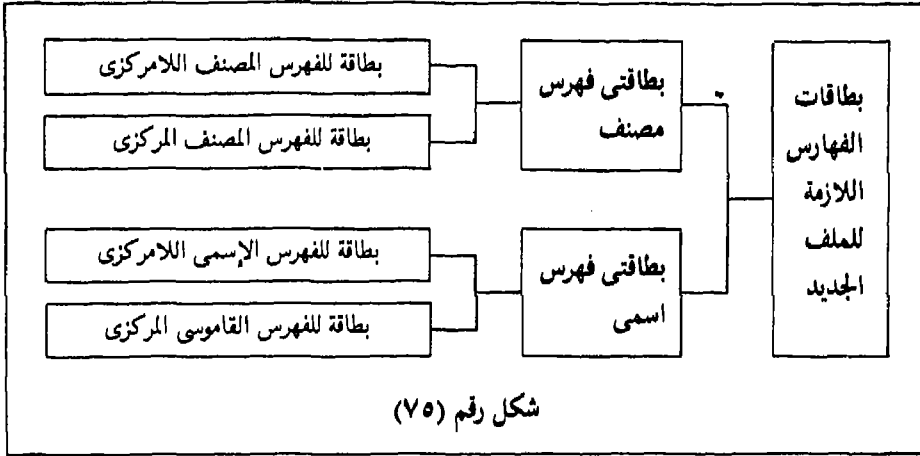 بطاقات
الفهارس
اللازمة
للملف
الجديد
بطاقتى فهرس
مصنف
بطاقة للفهرس المصنف اللامركزى
بطاقة للفهرس المصنف المركزى
بطاقتى فهرس
اسمى
بطاقة للفهرس الإسمى اللامركزى
بطاقة للفهرس القاموسى المركزى
شكل رقم (٧٥)